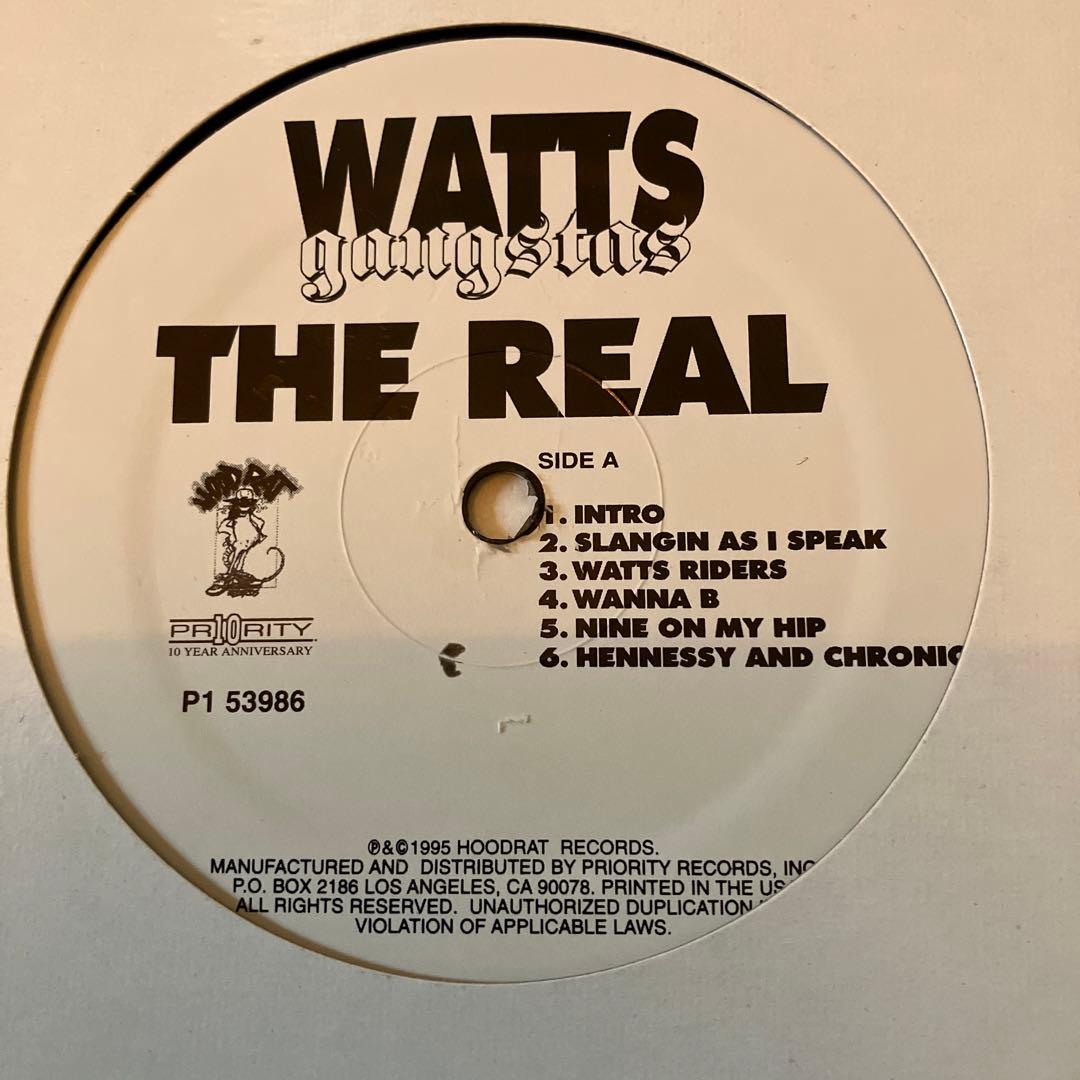 WATTS
gangstas
THE REAL
SIDE A
1. INTRO
2. SLANGIN AS I SPEAK
3. WATTS RIDERS
4. WANNA B
5. NINE ON MY HIP
6. HENNESSY AND CHRONIC
HOOD RAT
PR10RITY
10 YEAR ANNIVERSARY
P1 53986
℗&©1995 HOODRAT RECORDS.
MANUFACTURED AND DISTRIBUTED BY PRIORITY RECORDS, INC
P.O. BOX 2186 LOS ANGELES, CA 90078. PRINTED IN THE US
ALL RIGHTS RESERVED. UNAUTHORIZED DUPLICATION
VIOLATION OF APPLICABLE LAWS.